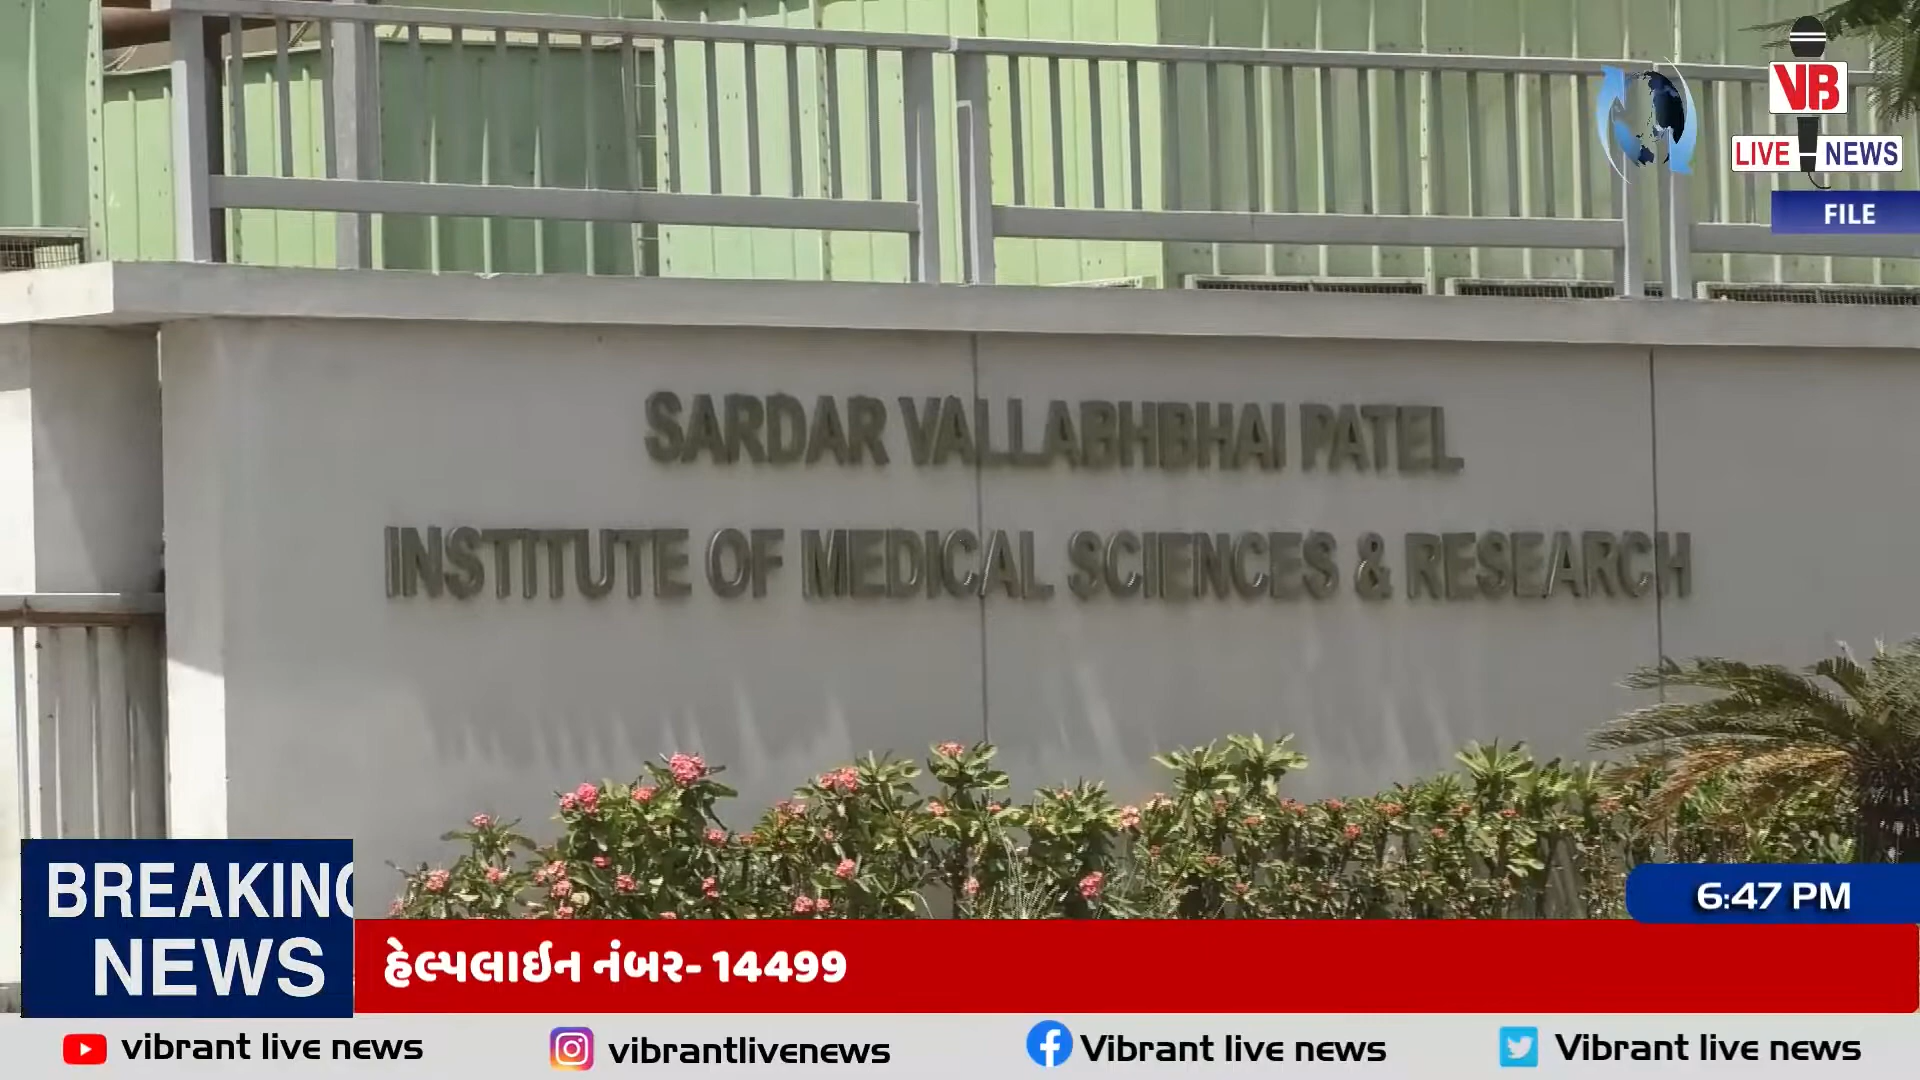 VB
LIVE NEWS
FILE
SARDAR VALLABHBHAI PATEL
INSTITUTE OF MEDICAL SCIENCES & RESEARCH
BREAKING
NEWS
6:47 PM
હેલ્પલાઇન નંબર- 14499
vibrant live news
vibrantlivenews
Vibrant live news
Vibrant live news